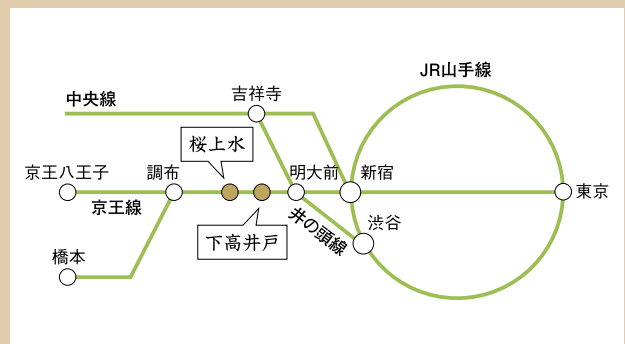 JR山手線
中央線
吉祥寺
桜上水
京王八王子
調布
明大前
新宿
東京
京王線
下高井戸
井の頭線
渋谷
橋本